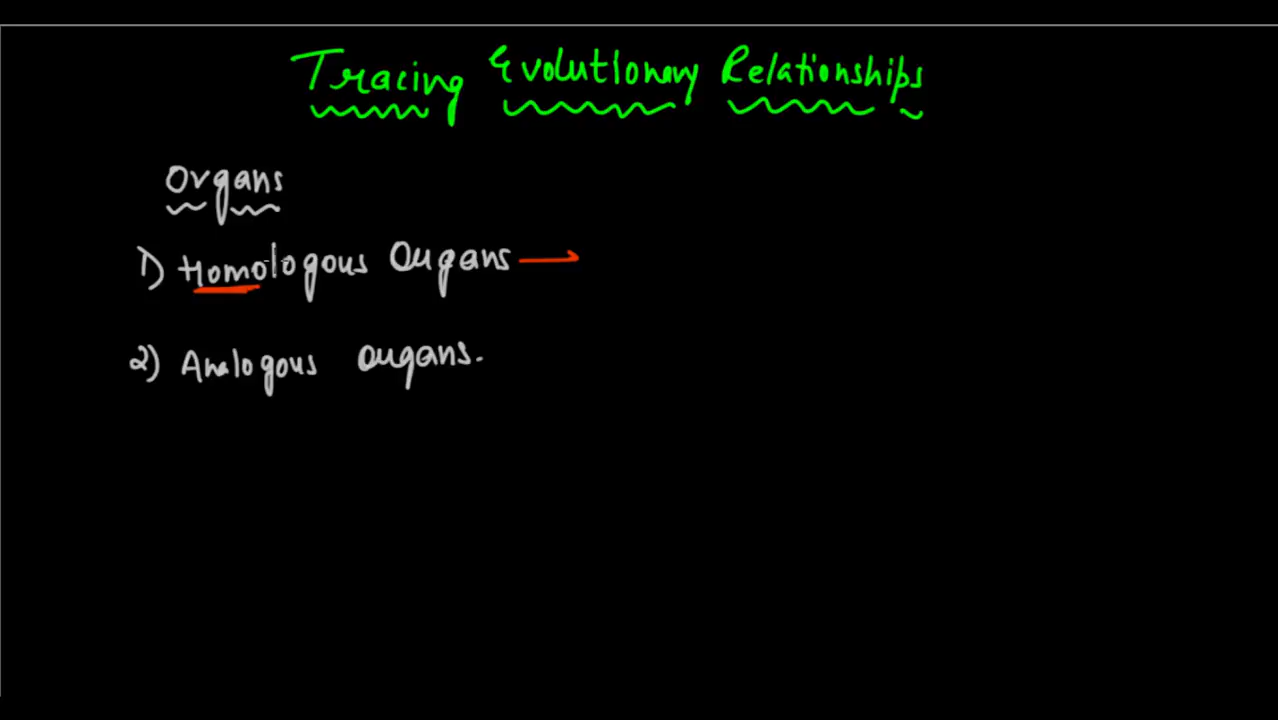 Tracing Evolutionary Relationships
Organs
1) Homologous Organs →
2) Analogous organs.